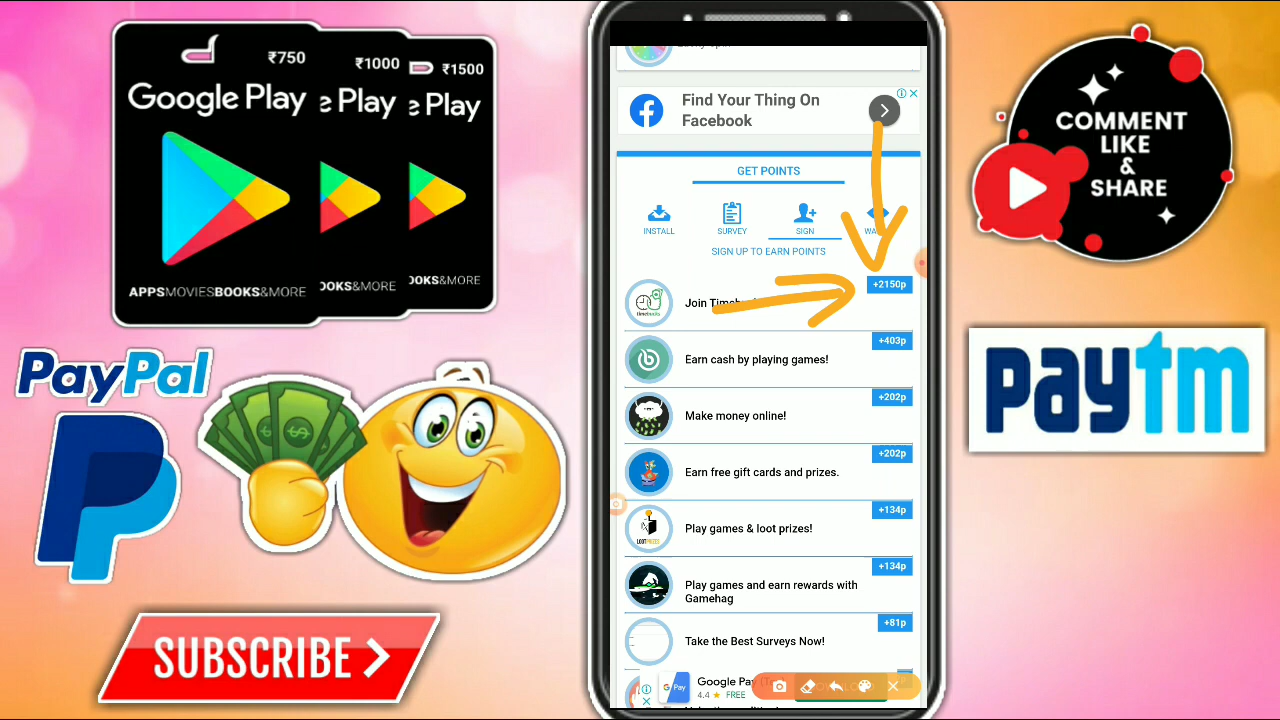 ₹750
Google Play
APPSMOVIESBOOKS&MORE
₹1000
e Play
OOKS&MORE
₹1500
e Play
OOKS&MORE
PayPal
SUBSCRIBE
Find Your Thing On
Facebook
GET POINTS
INSTALL
SURVEY
SIGN
SIGN UP TO EARN POINTS
+2150p
Join
+403p
Earn cash by playing games!
+202p
Make money online!
+202p
Earn free gift cards and prizes.
+134p
Play games & loot prizes!
+134p
Play games and earn rewards with
Gamehag
+81p
Take the Best Surveys Now!
G Pay
Google Pay
4.4 ★ FREE
COMMENT
LIKE
&
SHARE
paytm